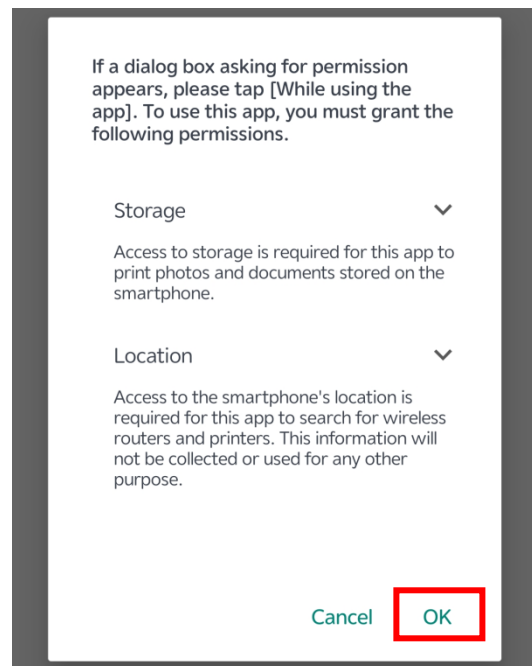 If a dialog box asking for permission
appears, please tap [While using the
app]. To use this app, you must grant the
following permissions.
Storage
Access to storage is required for this app to
print photos and documents stored on the
smartphone.
Location
Access to the smartphone's location is
required for this app to search for wireless
routers and printers. This information will
not be collected or used for any other
purpose.
Cancel OK